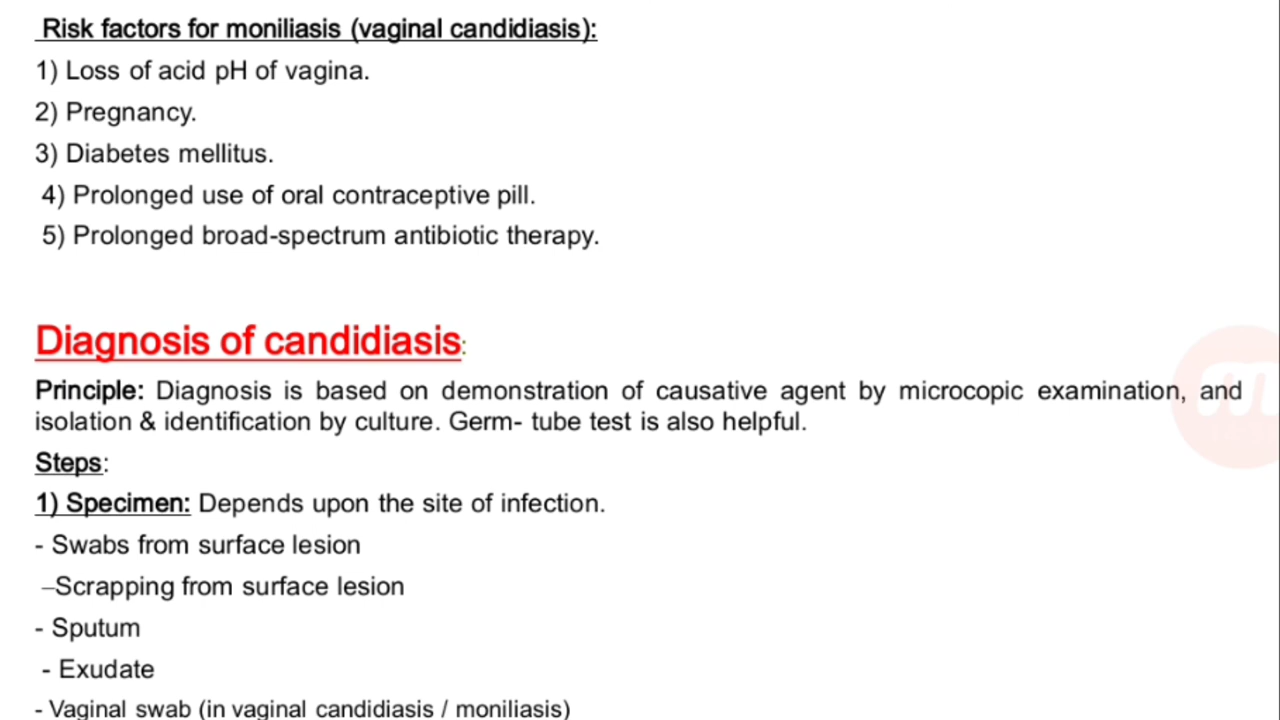 Risk factors for moniliasis (vaginal candidiasis):
1) Loss of acid pH of vagina.
2) Pregnancy.
3) Diabetes mellitus.
4) Prolonged use of oral contraceptive pill.
5) Prolonged broad-spectrum antibiotic therapy.
Diagnosis of candidiasis:
Principle: Diagnosis is based on demonstration of causative agent by microcopic examination, and
isolation & identification by culture. Germ- tube test is also helpful.
Steps:
1) Specimen: Depends upon the site of infection.
- Swabs from surface lesion
–Scrapping from surface lesion
- Sputum
- Exudate
- Vaginal swab (in vaginal candidiasis / moniliasis)